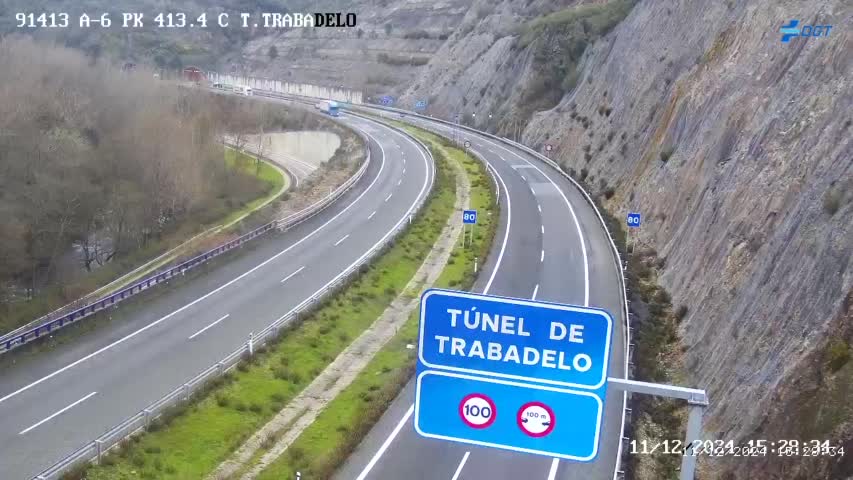 91413 A-6 PK 413.4 C T.TRABADELO
DGT
80
80
TÚNEL DE
TRABADELO
100
100 m
11/12/2024 15:28:34